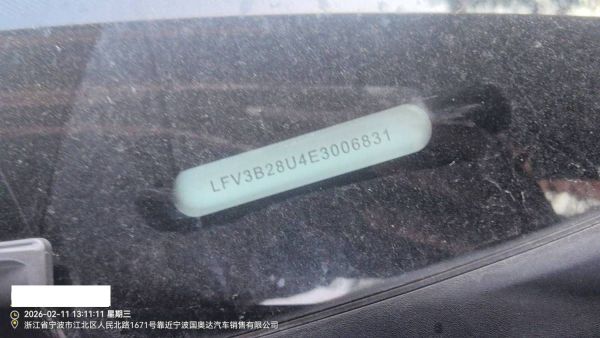 LFV3B28U4E3006831
2026-02-11 13:11:11 星期三
浙江省宁波市江北区人民北路1671号靠近宁波国奥达汽车销售有限公司